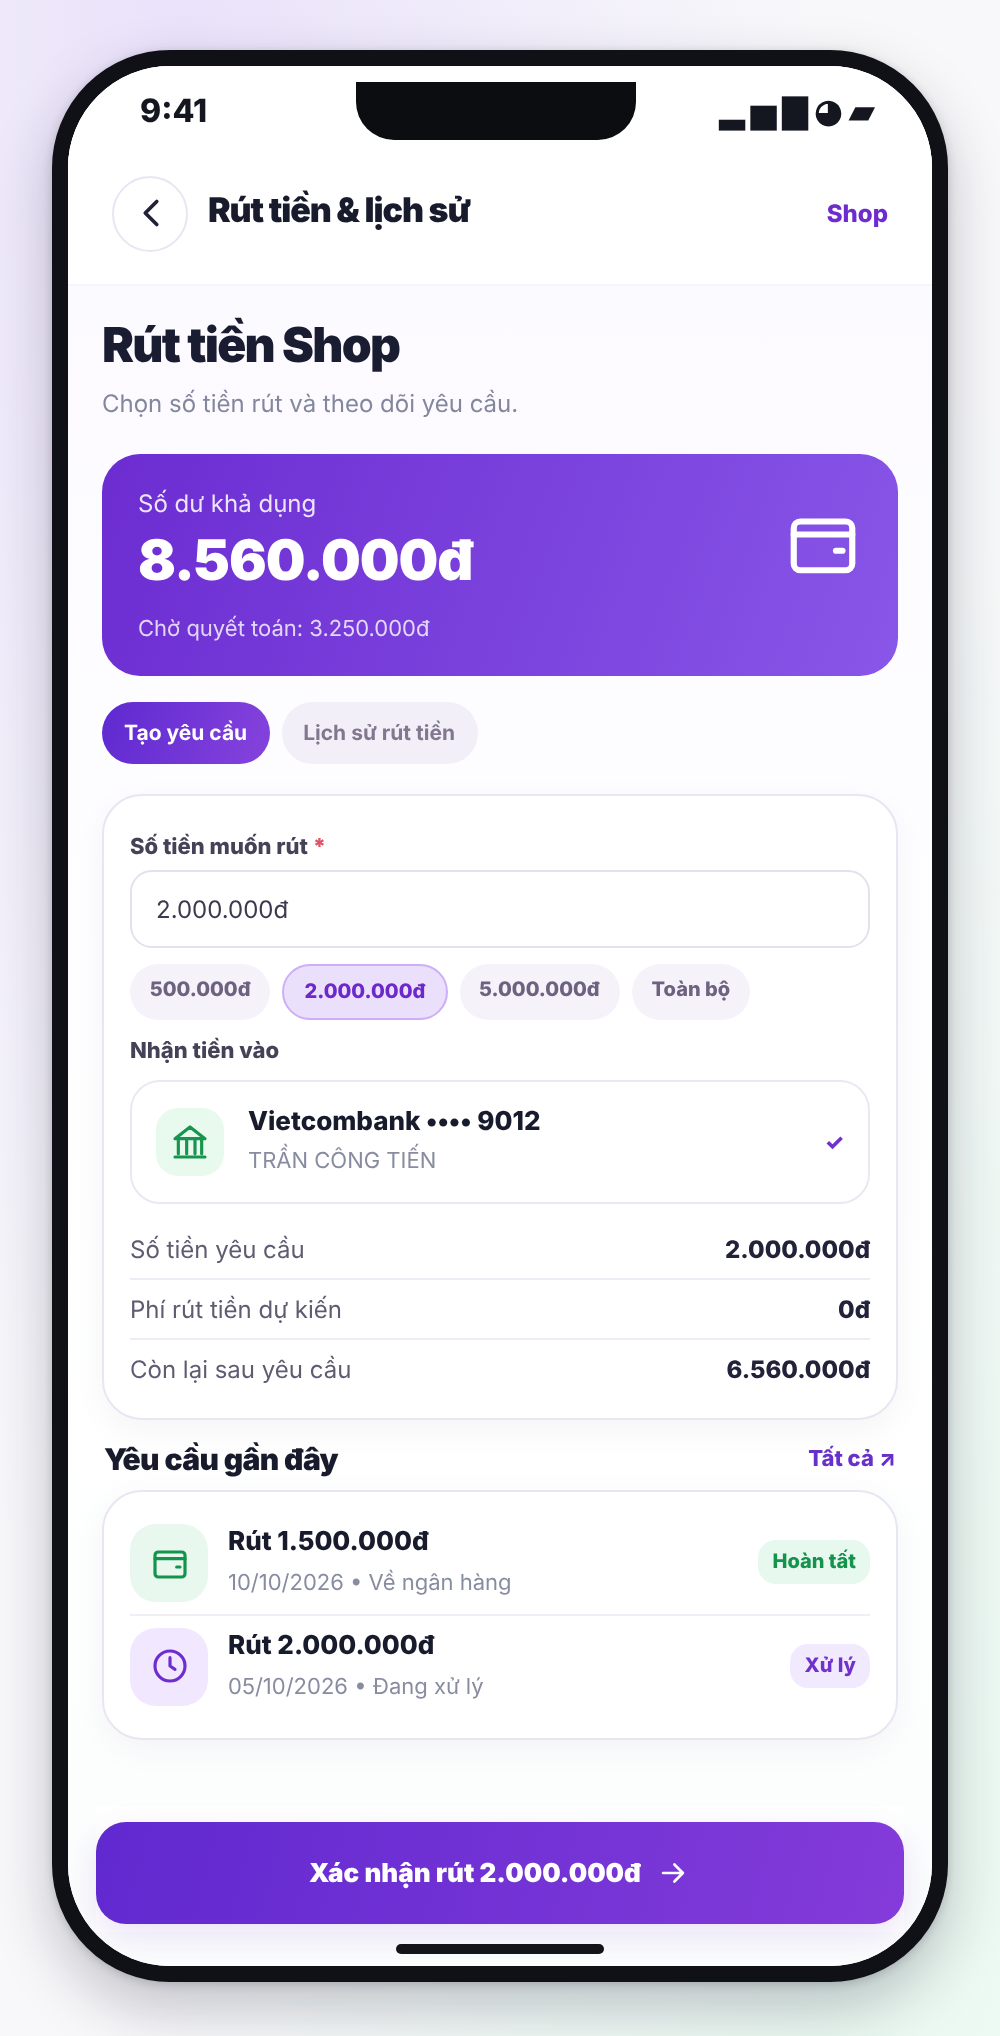 9:41
Rút tiền & lịch sử
Shop
Rút tiền Shop
Chọn số tiền rút và theo dõi yêu cầu.
Số dư khả dụng
8.560.000đ
Chờ quyết toán: 3.250.000đ
Tạo yêu cầu
Lịch sử rút tiền
Số tiền muốn rút *
2.000.000đ
500.000đ
2.000.000đ
5.000.000đ
Toàn bộ
Nhận tiền vào
Vietcombank •••• 9012
TRẦN CÔNG TIẾN
Số tiền yêu cầu
2.000.000đ
Phí rút tiền dự kiến
0đ
Còn lại sau yêu cầu
6.560.000đ
Yêu cầu gần đây
Tất cả ↗
Rút 1.500.000đ
10/10/2026 • Về ngân hàng
Hoàn tất
Rút 2.000.000đ
05/10/2026 • Đang xử lý
Xử lý
Xác nhận rút 2.000.000đ →